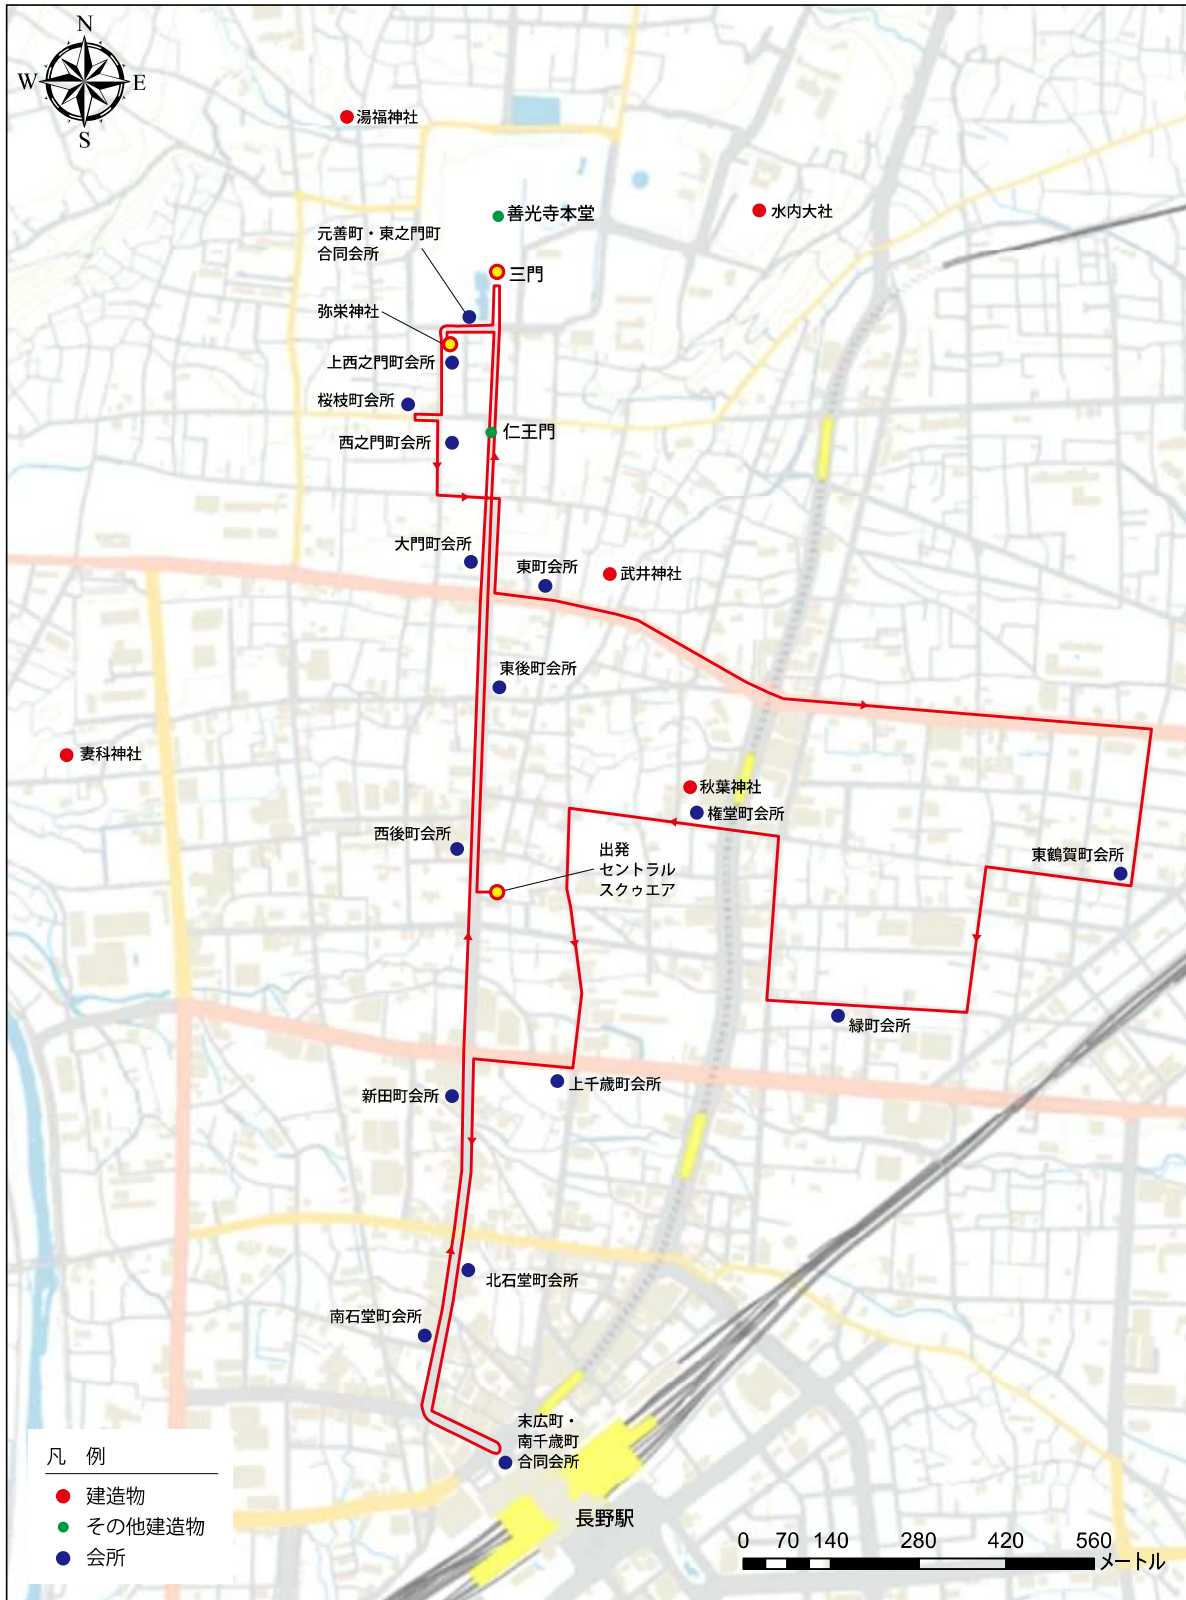 N
W
E
S
湯福神社
善光寺本堂
水内大社
元善町・東之門町
合同会所
三門
弥栄神社
上西之門町会所
桜枝町会所
西之門町会所
仁王門
大門町会所
東町会所
武井神社
東後町会所
妻科神社
秋葉神社
権堂町会所
西後町会所
出発
セントラル
スクゥエア
東鶴賀町会所
緑町会所
上千歳町会所
新田町会所
北石堂町会所
南石堂町会所
末広町・
南千歳町
合同会所
長野駅
凡 例
建造物
その他建造物
会所
0 70 140 280 420 560
メートル